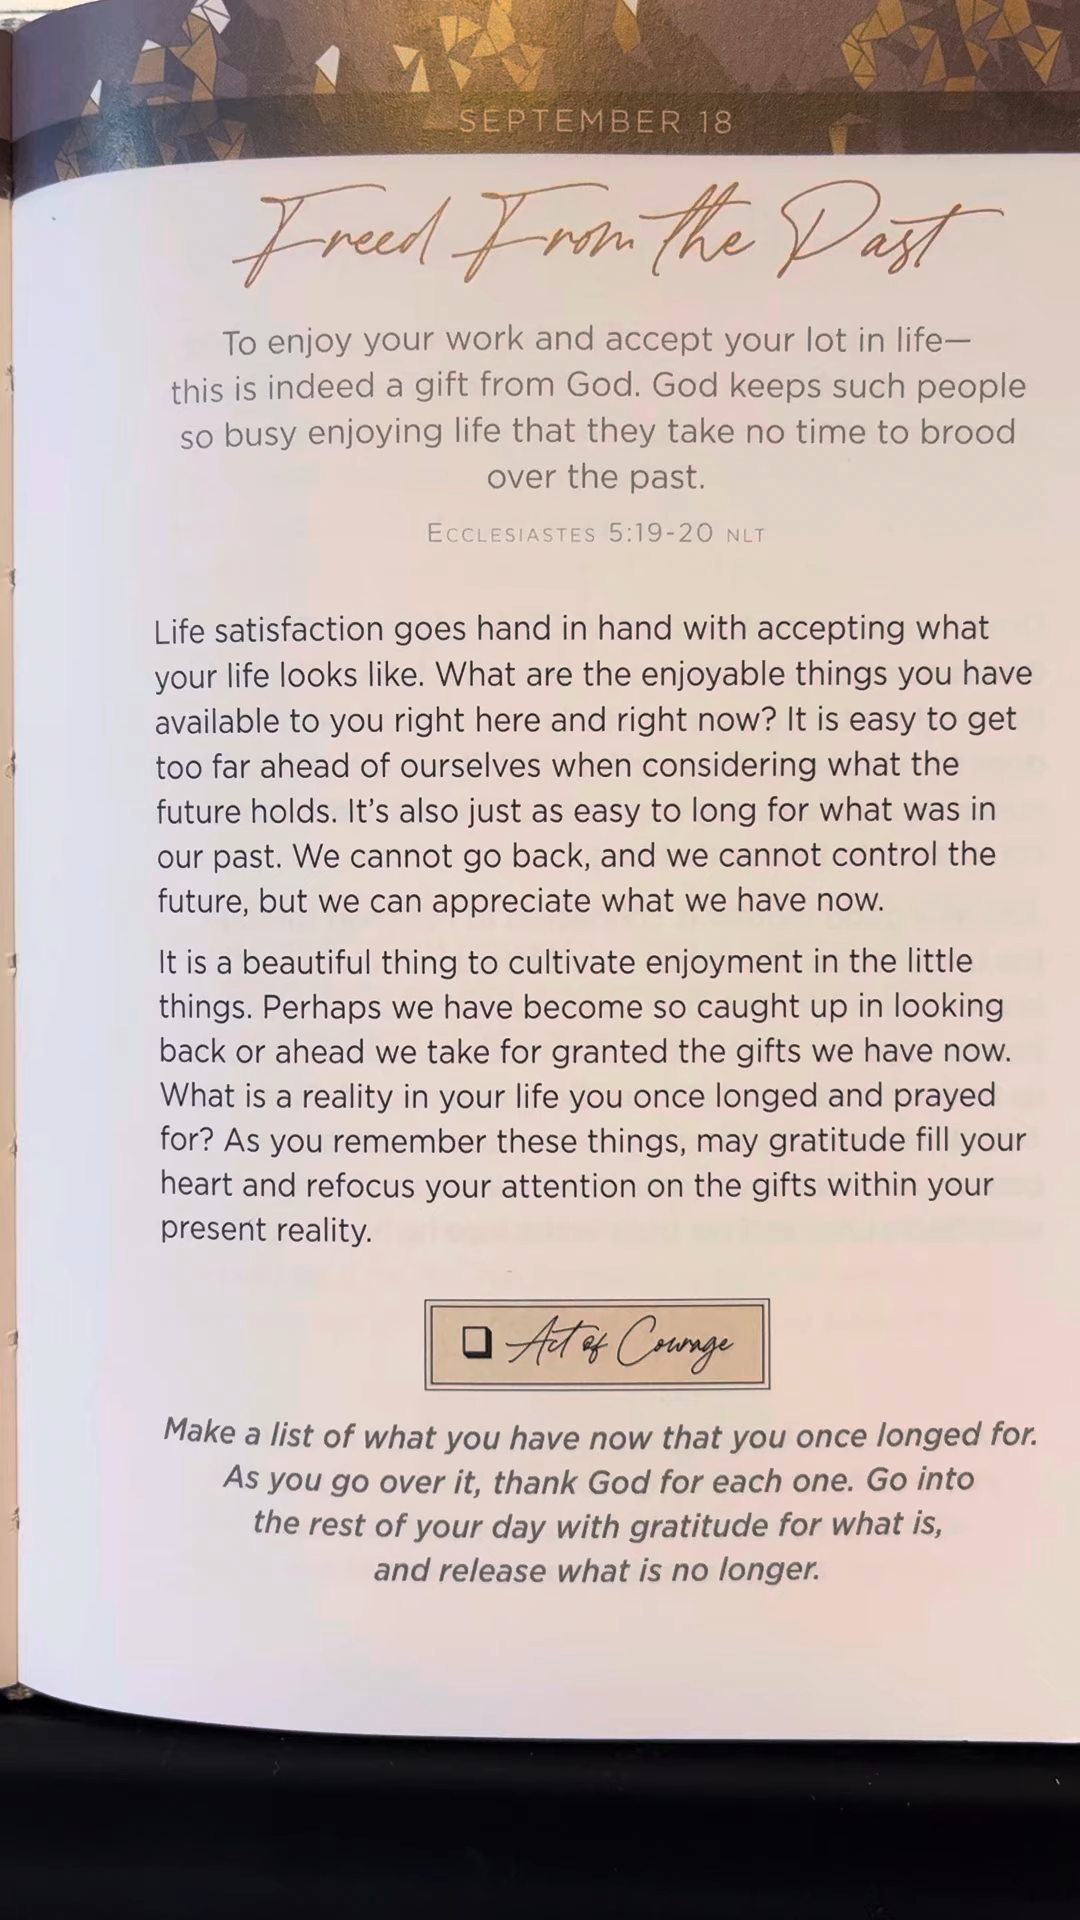 SEPTEMBER 18
Freed From the Past
To enjoy your work and accept your lot in life—
this is indeed a gift from God. God keeps such people
so busy enjoying life that they take no time to brood
over the past.
Ecclesiastes 5:19-20 NLT
Life satisfaction goes hand in hand with accepting what
your life looks like. What are the enjoyable things you have
available to you right here and right now? It is easy to get
too far ahead of ourselves when considering what the
future holds. It's also just as easy to long for what was in
our past. We cannot go back, and we cannot control the
future, but we can appreciate what we have now.
It is a beautiful thing to cultivate enjoyment in the little
things. Perhaps we have become so caught up in looking
back or ahead we take for granted the gifts we have now.
What is a reality in your life you once longed and prayed
for? As you remember these things, may gratitude fill your
heart and refocus your attention on the gifts within your
present reality.
❑ Act of Courage
Make a list of what you have now that you once longed for.
As you go over it, thank God for each one. Go into
the rest of your day with gratitude for what is,
and release what is no longer.